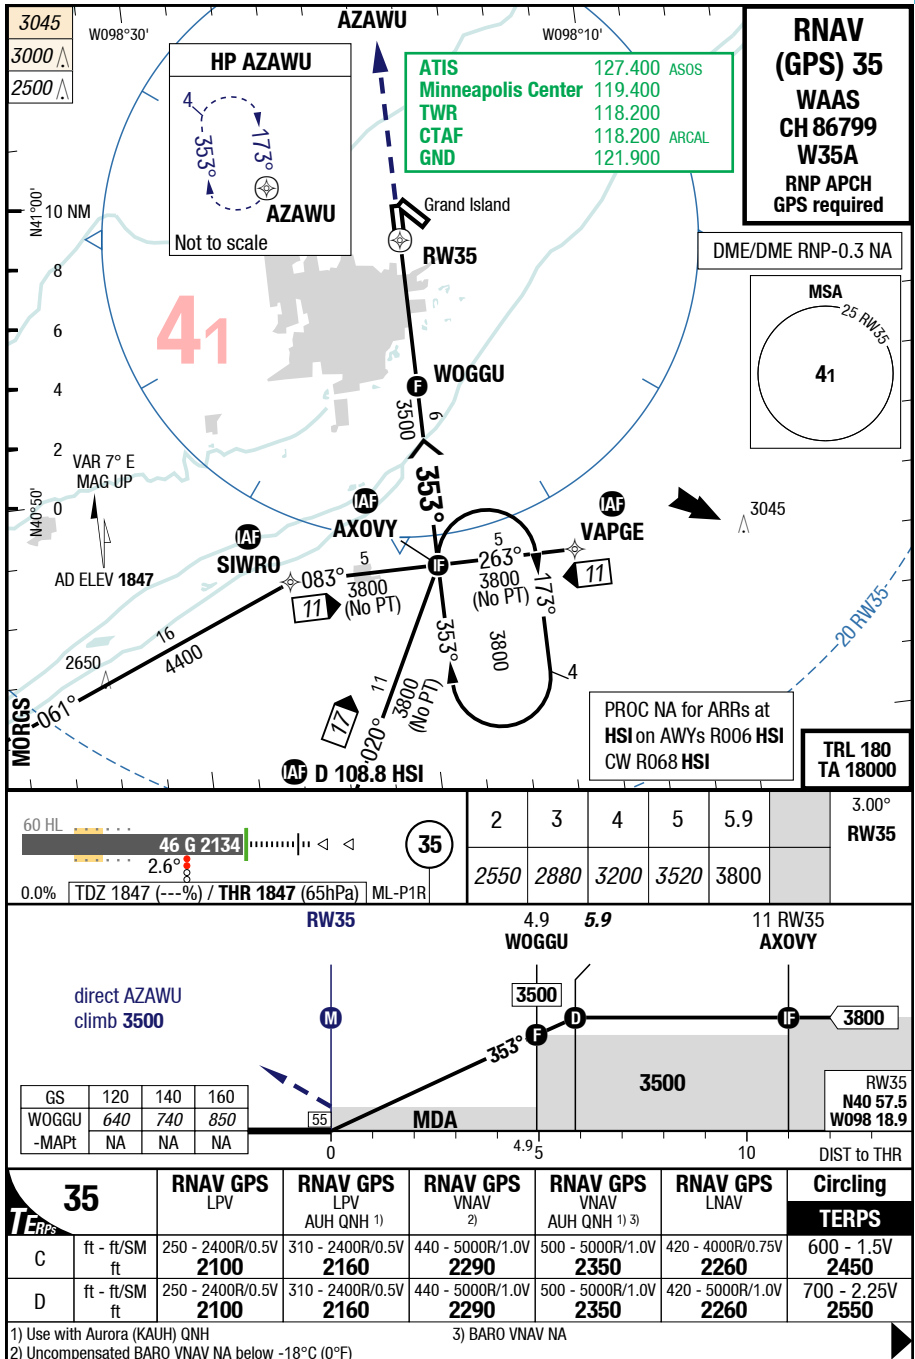 3045
3000
2500
W098°30'
AZAWU
W098°10'
HP AZAWU
4
353°
173°
AZAWU
Not to scale
ATIS 127.400 ASOS
Minneapolis Center 119.400
TWR 118.200
CTAF 118.200 ARCAL
GND 121.900
RNAV
(GPS) 35
WAAS
CH 86799
W35A
RNP APCH
GPS required
DME/DME RNP-0.3 NA
MSA
25 RW35
41
N41°00'
10 NM
8
6
4
2
0
N40°50'
Grand Island
RW35
41
WOGGU
F
3500
6
353°
VAR 7° E
MAG UP
AD ELEV 1847
IAF
SIWRO
IAF
AXOVY
IAF
VAPGE
3045
IF
083°
5
3800
(No PT)
11
5
263°
3800
(No PT)
11
173°
353°
3800
4
16
4400
2650
061°
MORGS
11
3800
(No PT)
17
020°
IAF D 108.8 HSI
20 RW35
PROC NA for ARRs at
HSI on AWYs R006 HSI
CW R068 HSI
TRL 180
TA 18000
60 HL
46 G 2134
2.6°
0.0%
TDZ 1847 (---%) / THR 1847 (65hPa)
ML-P1R
35
2 3 4 5 5.9
2550 2880 3200 3520 3800
3.00°
RW35
RW35
4.9 5.9
WOGGU
11 RW35
AXOVY
direct AZAWU
climb 3500
M
3500
F
D
IF
3800
353°
3500
MDA
55
GS 120 140 160
WOGGU 640 740 850
-MAPt NA NA NA
RW35
N40 57.5
W098 18.9
0 4.9 5 10 DIST to THR
TERPs
35
RNAV GPS
LPV
RNAV GPS
LPV
AUH QNH 1)
RNAV GPS
VNAV
2)
RNAV GPS
VNAV
AUH QNH 1) 3)
RNAV GPS
LNAV
Circling
TERPS
C ft - ft/SM 250 - 2400R/0.5V 310 - 2400R/0.5V 440 - 5000R/1.0V 500 - 5000R/1.0V 420 - 4000R/0.75V 600 - 1.5V
ft 2100 2160 2290 2350 2260 2450
D ft - ft/SM 250 - 2400R/0.5V 310 - 2400R/0.5V 440 - 5000R/1.0V 500 - 5000R/1.0V 420 - 5000R/1.0V 700 - 2.25V
ft 2100 2160 2290 2350 2260 2550
1) Use with Aurora (KAUH) QNH
3) BARO VNAV NA
2) Uncompensated BARO VNAV NA below -18°C (0°F)